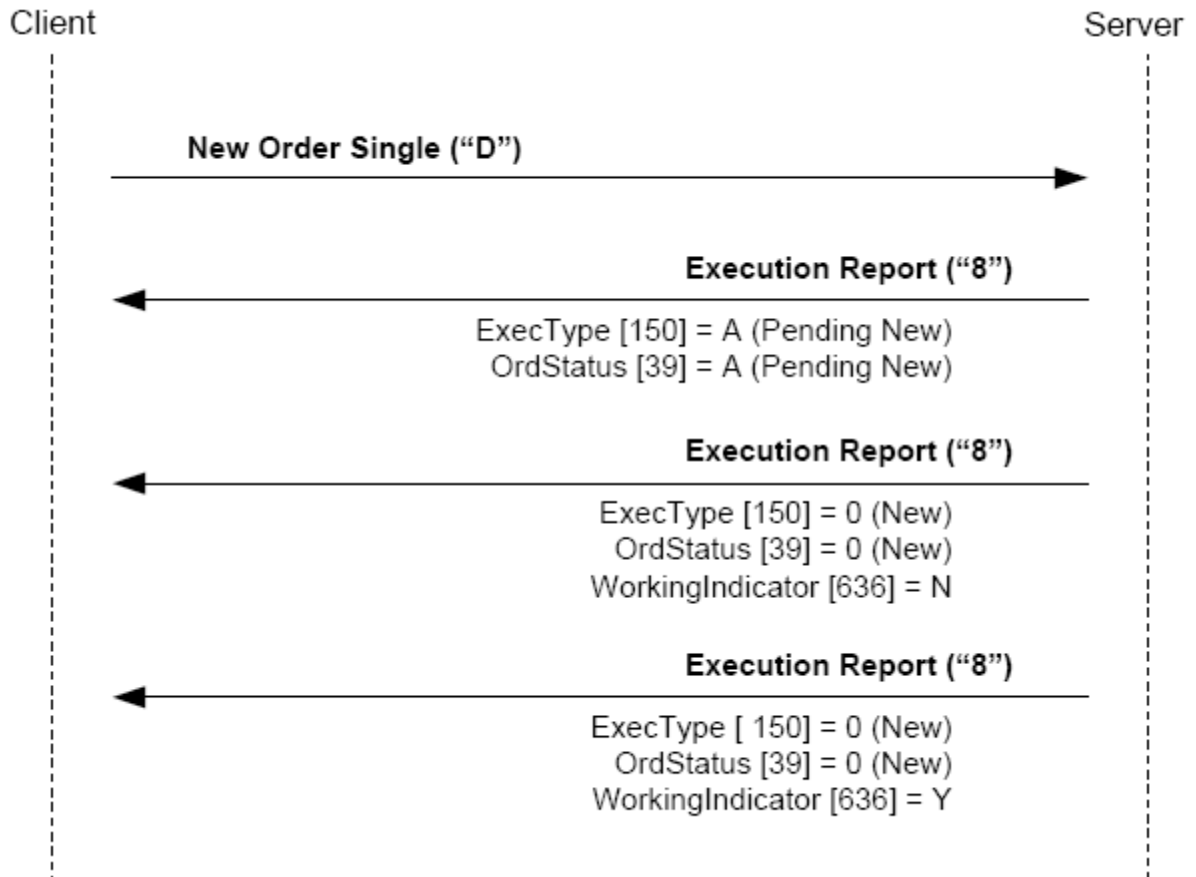 Client
Server
New Order Single (“D”)
Execution Report (“8”)
ExecType [150] = A (Pending New)
OrdStatus [39] = A (Pending New)
Execution Report (“8”)
ExecType [150] = 0 (New)
OrdStatus [39] = 0 (New)
WorkingIndicator [636] = N
Execution Report (“8”)
ExecType [ 150] = 0 (New)
OrdStatus [39] = 0 (New)
WorkingIndicator [636] = Y